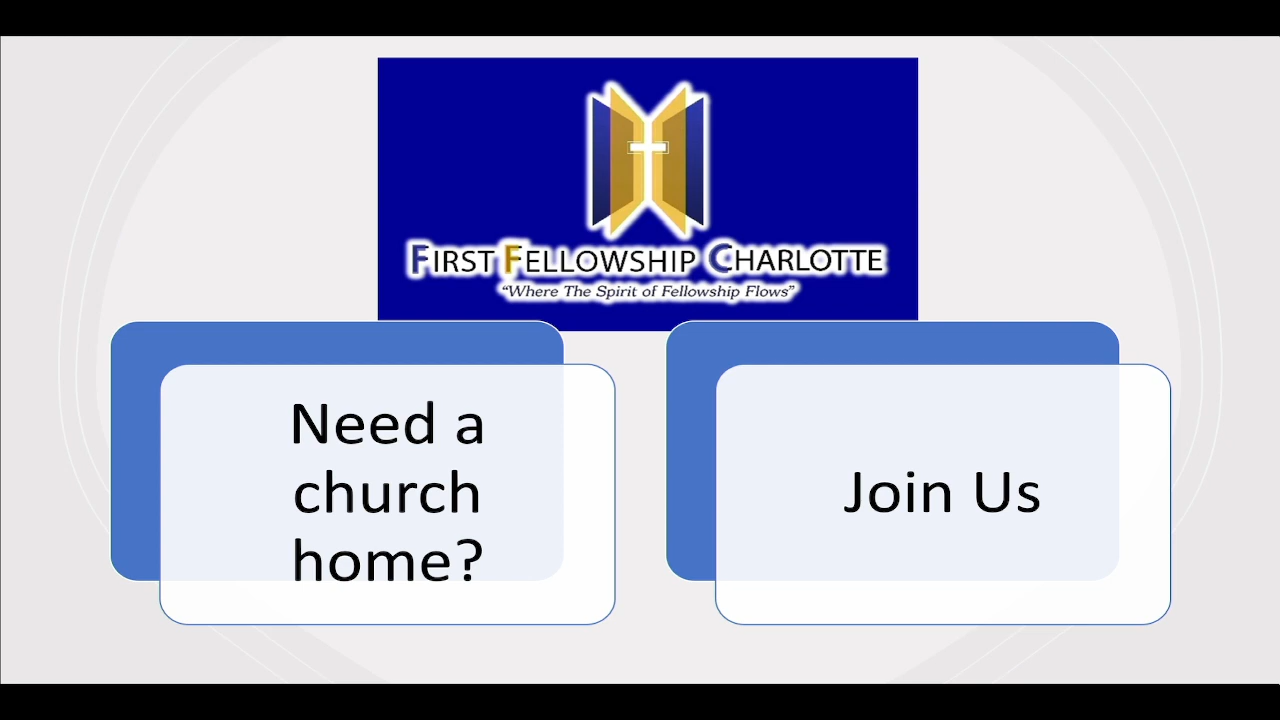 First Fellowship Charlotte
“Where The Spirit of Fellowship Flows”
Need a
church
home?
Join Us